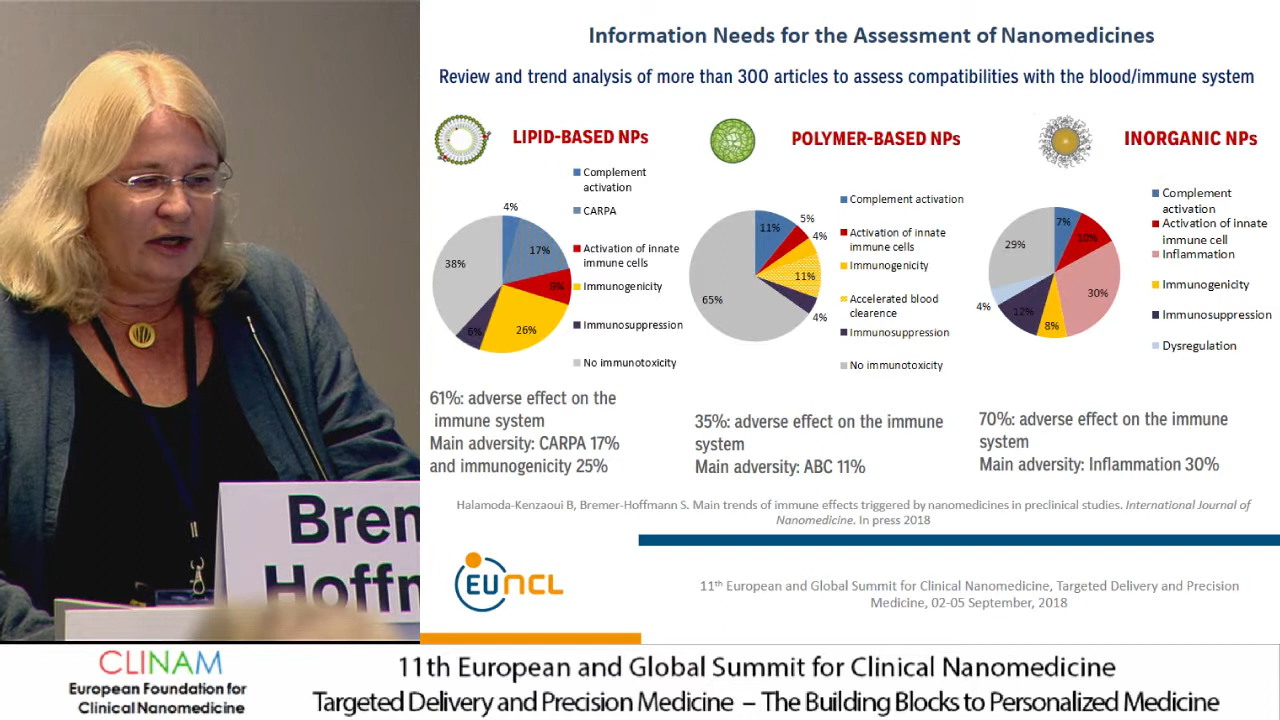 Information Needs for the Assessment of Nanomedicines
Review and trend analysis of more than 300 articles to assess compatibilities with the blood/immune system
LIPID-BASED NPs
Complement
activation
CARPA
Activation of innate
immune cells
Immunogenicity
Immunosuppression
No immunotoxicity
4%
17%
9%
26%
6%
38%
61%: adverse effect on the
immune system
Main adversity: CARPA 17%
and immunogenicity 25%
POLYMER-BASED NPs
Complement activation
Activation of innate
immune cells
Immunogenicity
Accelerated blood
clearence
Immunosuppression
No immunotoxicity
11%
5%
4%
11%
4%
65%
35%: adverse effect on the immune
system
Main adversity: ABC 11%
INORGANIC NPs
Complement
activation
Activation of innate
immune cell
Inflammation
Immunogenicity
Immunosuppression
Dysregulation
7%
10%
30%
8%
12%
4%
29%
70%: adverse effect on the immune
system
Main adversity: Inflammation 30%
Halamoda-Kenzaoui B, Bremer-Hoffmann S. Main trends of immune effects triggered by nanomedicines in preclinical studies. International Journal of
Nanomedicine. In press 2018
EUNCL
11th European and Global Summit for Clinical Nanomedicine, Targeted Delivery and Precision
Medicine, 02-05 September, 2018
Brem
Hoffm
CLINAM
European Foundation for
Clinical Nanomedicine
11th European and Global Summit for Clinical Nanomedicine
Targeted Delivery and Precision Medicine – The Building Blocks to Personalized Medicine